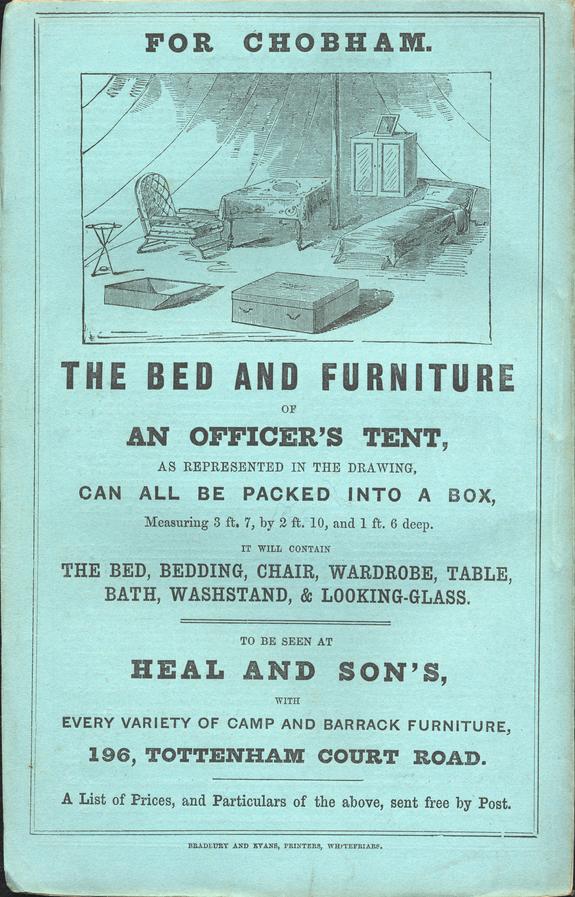 FOR CHOBHAM.
THE BED AND FURNITURE
OF
AN OFFICER'S TENT,
AS REPRESENTED IN THE DRAWING,
CAN ALL BE PACKED INTO A BOX,
Measuring 3 ft. 7, by 2 ft. 10, and 1 ft. 6 deep.
IT WILL CONTAIN
THE BED, BEDDING, CHAIR, WARDROBE, TABLE,
BATH, WASHSTAND, & LOOKING-GLASS.
TO BE SEEN AT
HEAL AND SON'S,
WITH
EVERY VARIETY OF CAMP AND BARRACK FURNITURE,
196, TOTTENHAM COURT ROAD.
A List of Prices, and Particulars of the above, sent free by Post.
BRADBURY AND EVANS, PRINTERS, WHITEFRIARS.